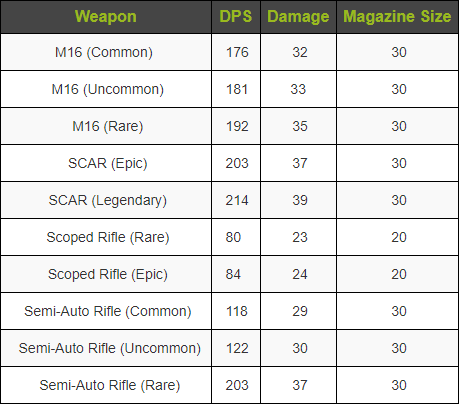 Weapon DPS Damage Magazine Size
M16 (Common) 176 32 30
M16 (Uncommon) 181 33 30
M16 (Rare) 192 35 30
SCAR (Epic) 203 37 30
SCAR (Legendary) 214 39 30
Scoped Rifle (Rare) 80 23 20
Scoped Rifle (Epic) 84 24 20
Semi-Auto Rifle (Common) 118 29 30
Semi-Auto Rifle (Uncommon) 122 30 30
Semi-Auto Rifle (Rare) 203 37 30